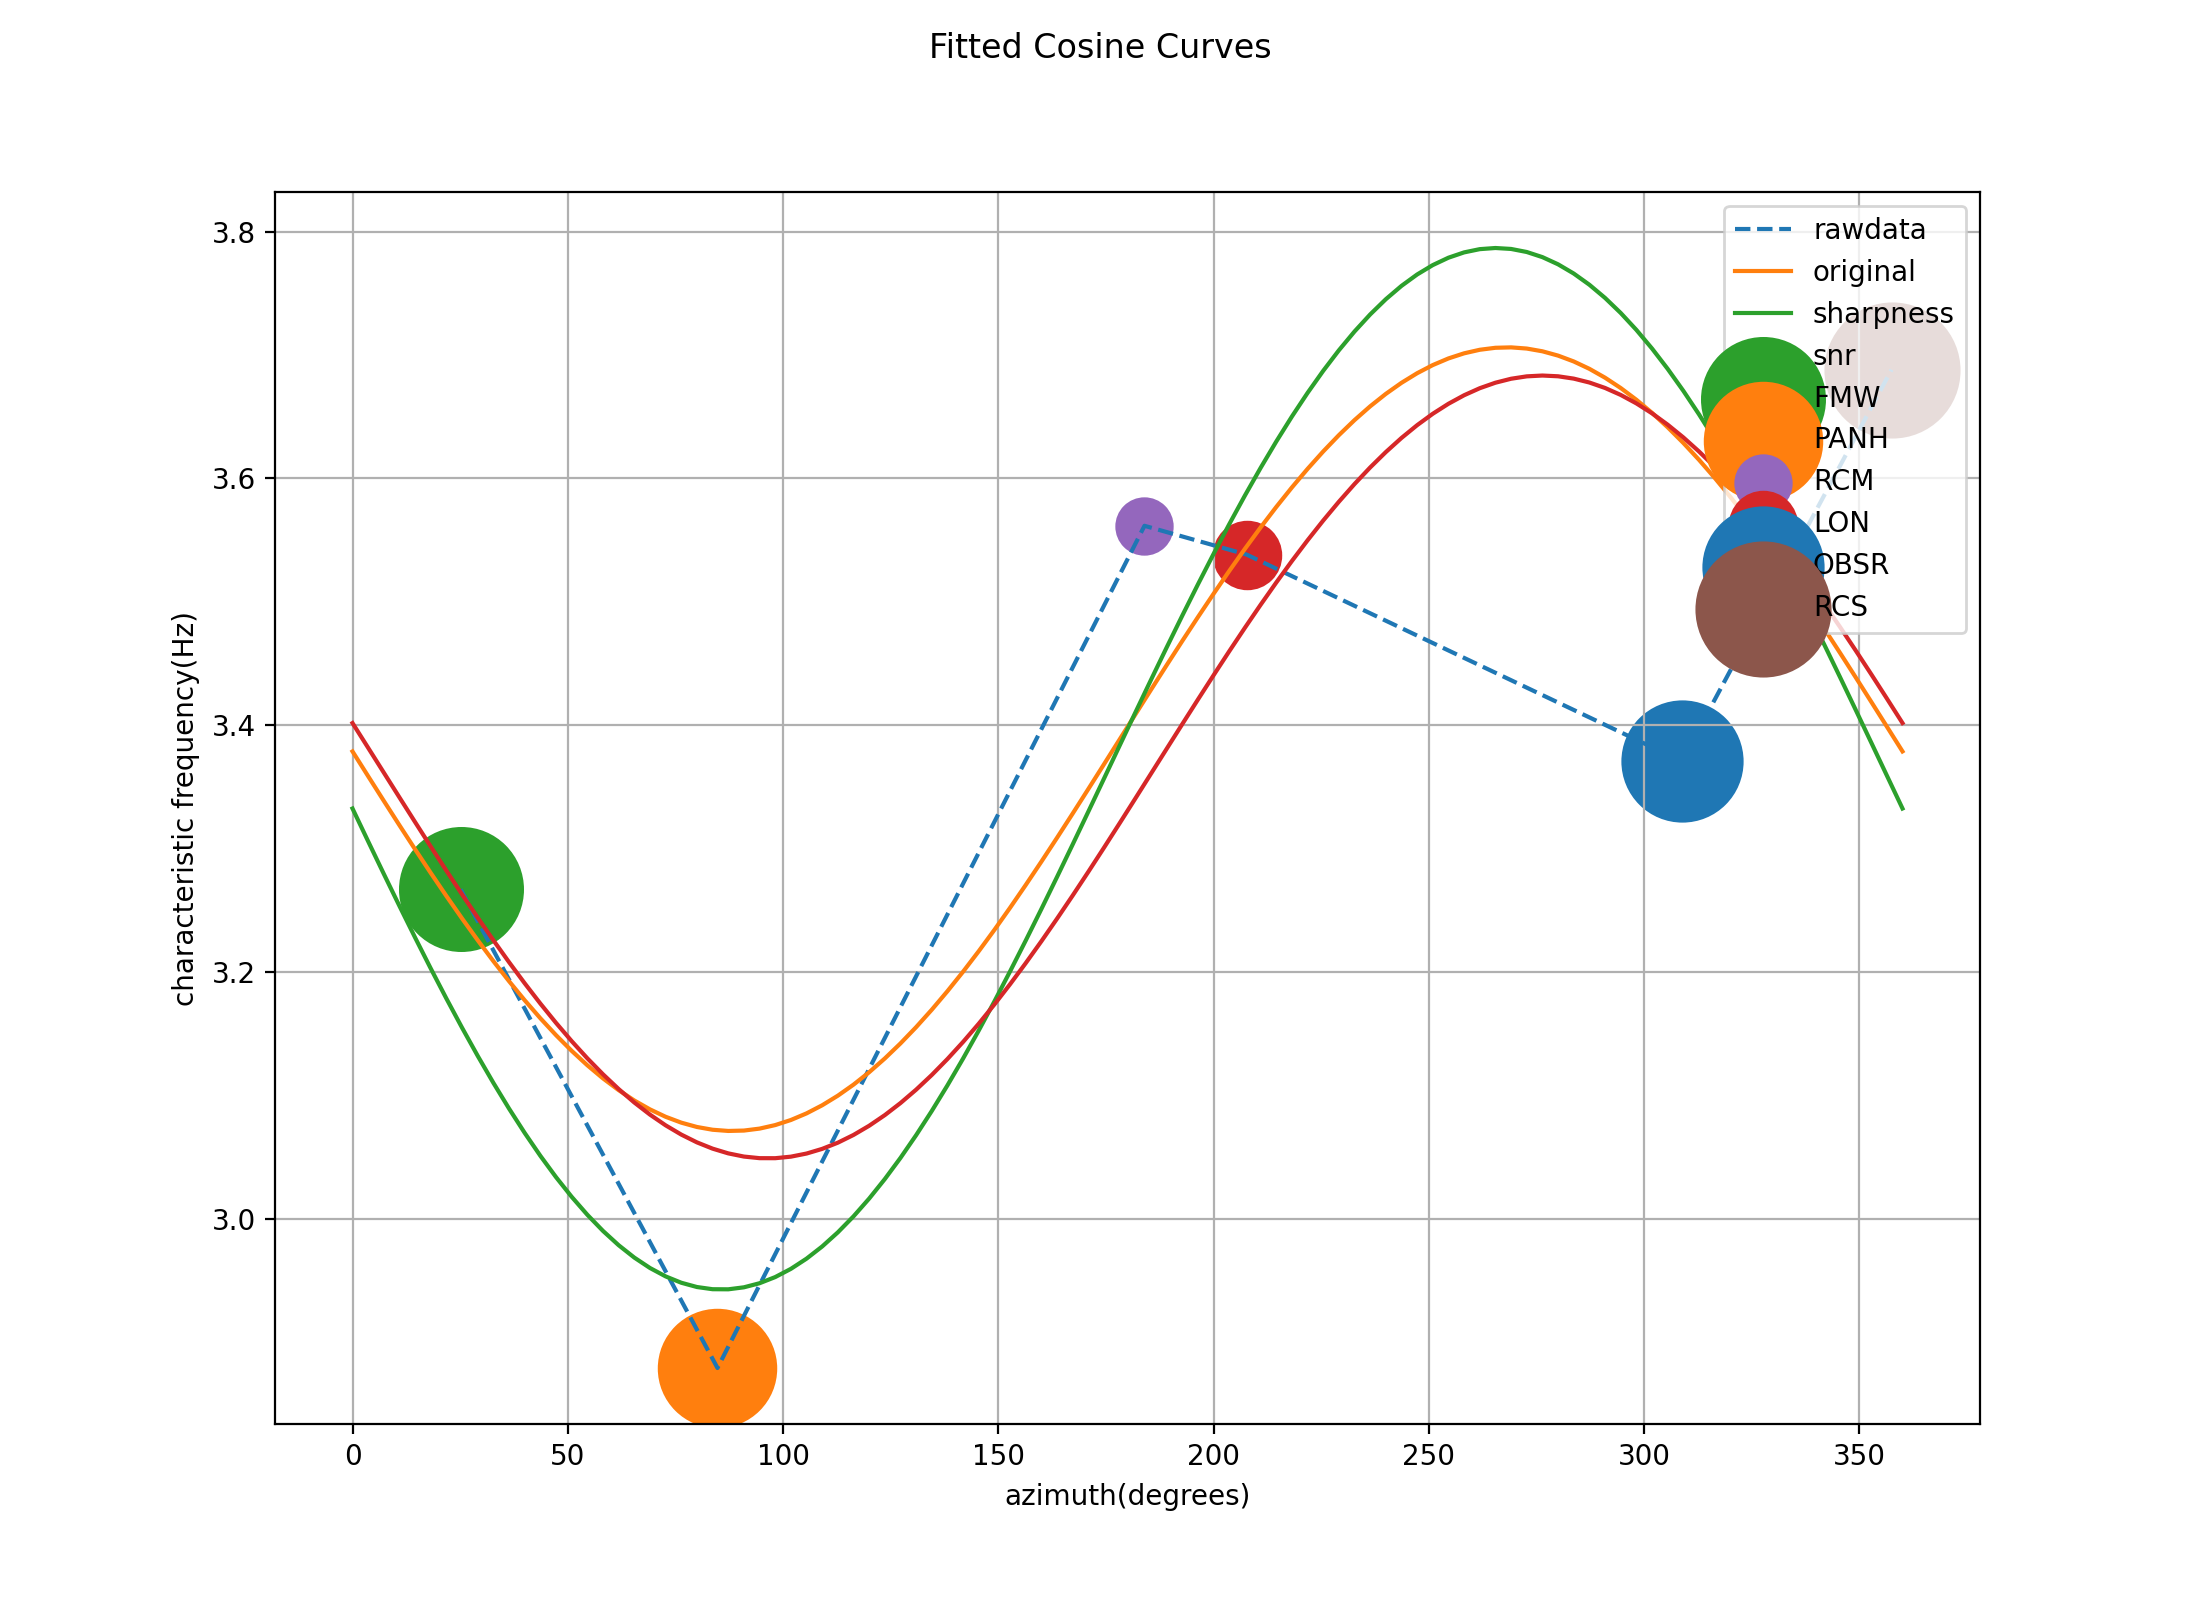 Fitted Cosine Curves
3.8
3.6
3.4
3.2
3.0
characteristic frequency(Hz)
rawdata
original
sharpness
snr
FMW
PANH
RCM
LON
OBSR
RCS
0 50 100 150 200 250 300 350
azimuth(degrees)